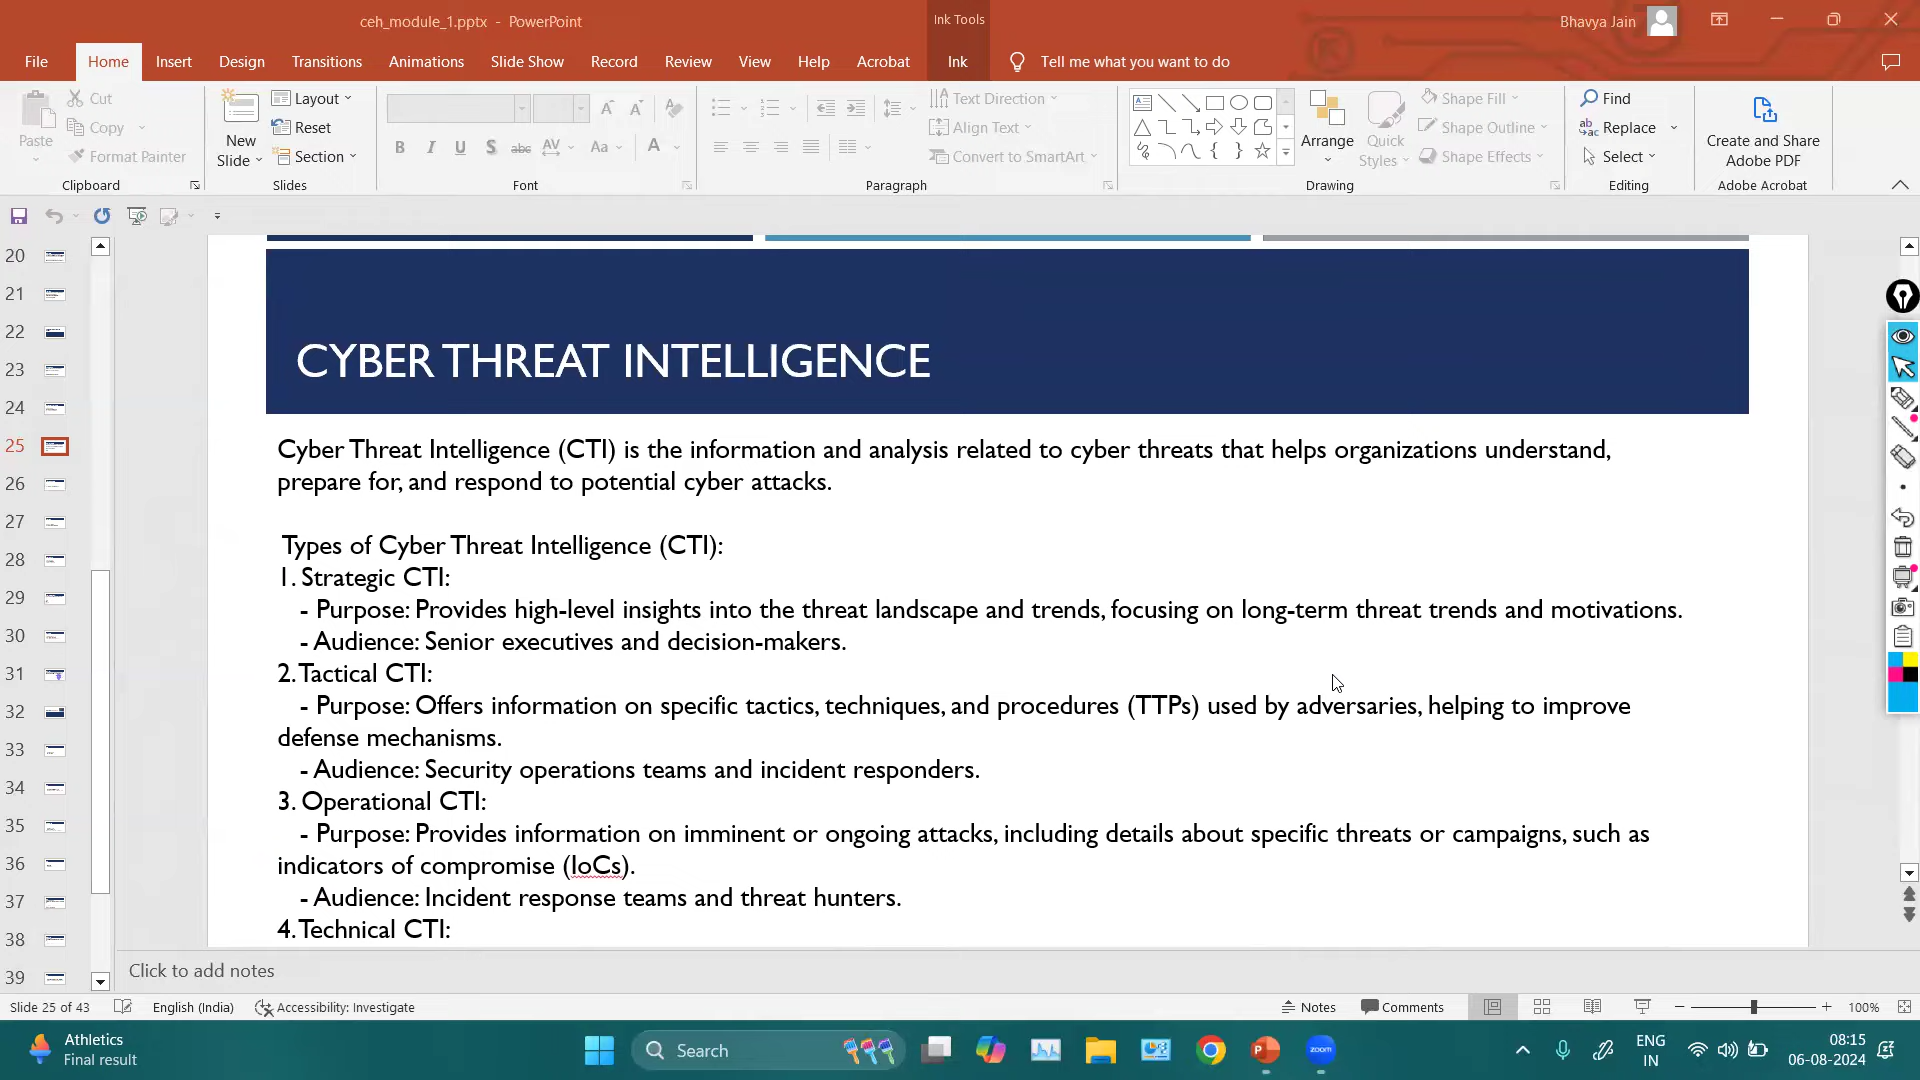 ceh_module_1.pptx - PowerPoint
Ink Tools
Bhavya Jain
File Home Insert Design Transitions Animations Slide Show Record Review View Help Acrobat Ink Tell me what you want to do
Paste
Cut
Copy
Format Painter
Clipboard
New
Slide
Layout
Reset
Section
Slides
B I U S abc AV Aa A
Font
Text Direction
Align Text
Convert to SmartArt
Paragraph
Arrange
Quick
Styles
Shape Fill
Shape Outline
Shape Effects
Drawing
Find
Replace
Select
Editing
Create and Share
Adobe PDF
Adobe Acrobat
20
21
22
23
24
25
26
27
28
29
30
31
32
33
34
35
36
37
38
39
CYBER THREAT INTELLIGENCE
Cyber Threat Intelligence (CTI) is the information and analysis related to cyber threats that helps organizations understand,
prepare for, and respond to potential cyber attacks.
Types of Cyber Threat Intelligence (CTI):
1. Strategic CTI:
- Purpose: Provides high-level insights into the threat landscape and trends, focusing on long-term threat trends and motivations.
- Audience: Senior executives and decision-makers.
2. Tactical CTI:
- Purpose: Offers information on specific tactics, techniques, and procedures (TTPs) used by adversaries, helping to improve
defense mechanisms.
- Audience: Security operations teams and incident responders.
3. Operational CTI:
- Purpose: Provides information on imminent or ongoing attacks, including details about specific threats or campaigns, such as
indicators of compromise (IoCs).
- Audience: Incident response teams and threat hunters.
4. Technical CTI:
Click to add notes
Slide 25 of 43 English (India) Accessibility: Investigate Notes Comments 100%
Athletics
Final result
Search
zoom
ENG
IN
08:15
06-08-2024